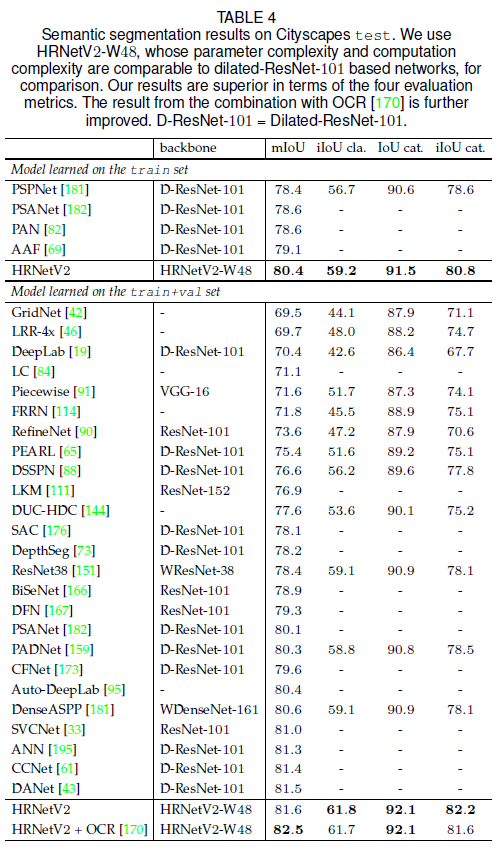 TABLE 4
Semantic segmentation results on Cityscapes test. We use
HRNetV2-W48, whose parameter complexity and computation
complexity are comparable to dilated-ResNet-101 based networks, for
comparison. Our results are superior in terms of the four evaluation
metrics. The result from the combination with OCR [170] is further
improved. D-ResNet-101 = Dilated-ResNet-101.
backbone mIoU iIoU cla. IoU cat. iIoU cat.
Model learned on the train set
PSPNet [181] D-ResNet-101 78.4 56.7 90.6 78.6
PSANet [182] D-ResNet-101 78.6 - - -
PAN [82] D-ResNet-101 78.6 - - -
AAF [69] D-ResNet-101 79.1 - - -
HRNetV2 HRNetV2-W48 80.4 59.2 91.5 80.8
Model learned on the train+val set
GridNet [42] - 69.5 44.1 87.9 71.1
LRR-4x [46] - 69.7 48.0 88.2 74.7
DeepLab [19] D-ResNet-101 70.4 42.6 86.4 67.7
LC [84] - 71.1 - - -
Piecewise [91] VGG-16 71.6 51.7 87.3 74.1
FRRN [114] - 71.8 45.5 88.9 75.1
RefineNet [90] ResNet-101 73.6 47.2 87.9 70.6
PEARL [65] D-ResNet-101 75.4 51.6 89.2 75.1
DSSPN [88] D-ResNet-101 76.6 56.2 89.6 77.8
LKM [111] ResNet-152 76.9 - - -
DUC-HDC [144] - 77.6 53.6 90.1 75.2
SAC [176] D-ResNet-101 78.1 - - -
DepthSeg [73] D-ResNet-101 78.2 - - -
ResNet38 [151] WResNet-38 78.4 59.1 90.9 78.1
BiSeNet [166] ResNet-101 78.9 - - -
DFN [167] ResNet-101 79.3 - - -
PSANet [182] D-ResNet-101 80.1 - - -
PADNet [159] D-ResNet-101 80.3 58.8 90.8 78.5
CFNet [173] D-ResNet-101 79.6 - - -
Auto-DeepLab [95] - 80.4 - - -
DenseASPP [181] WDenseNet-161 80.6 59.1 90.9 78.1
SVCNet [33] ResNet-101 81.0 - - -
ANN [195] D-ResNet-101 81.3 - - -
CCNet [61] D-ResNet-101 81.4 - - -
DANet [43] D-ResNet-101 81.5 - - -
HRNetV2 HRNetV2-W48 81.6 61.8 92.1 82.2
HRNetV2 + OCR [170] HRNetV2-W48 82.5 61.7 92.1 81.6